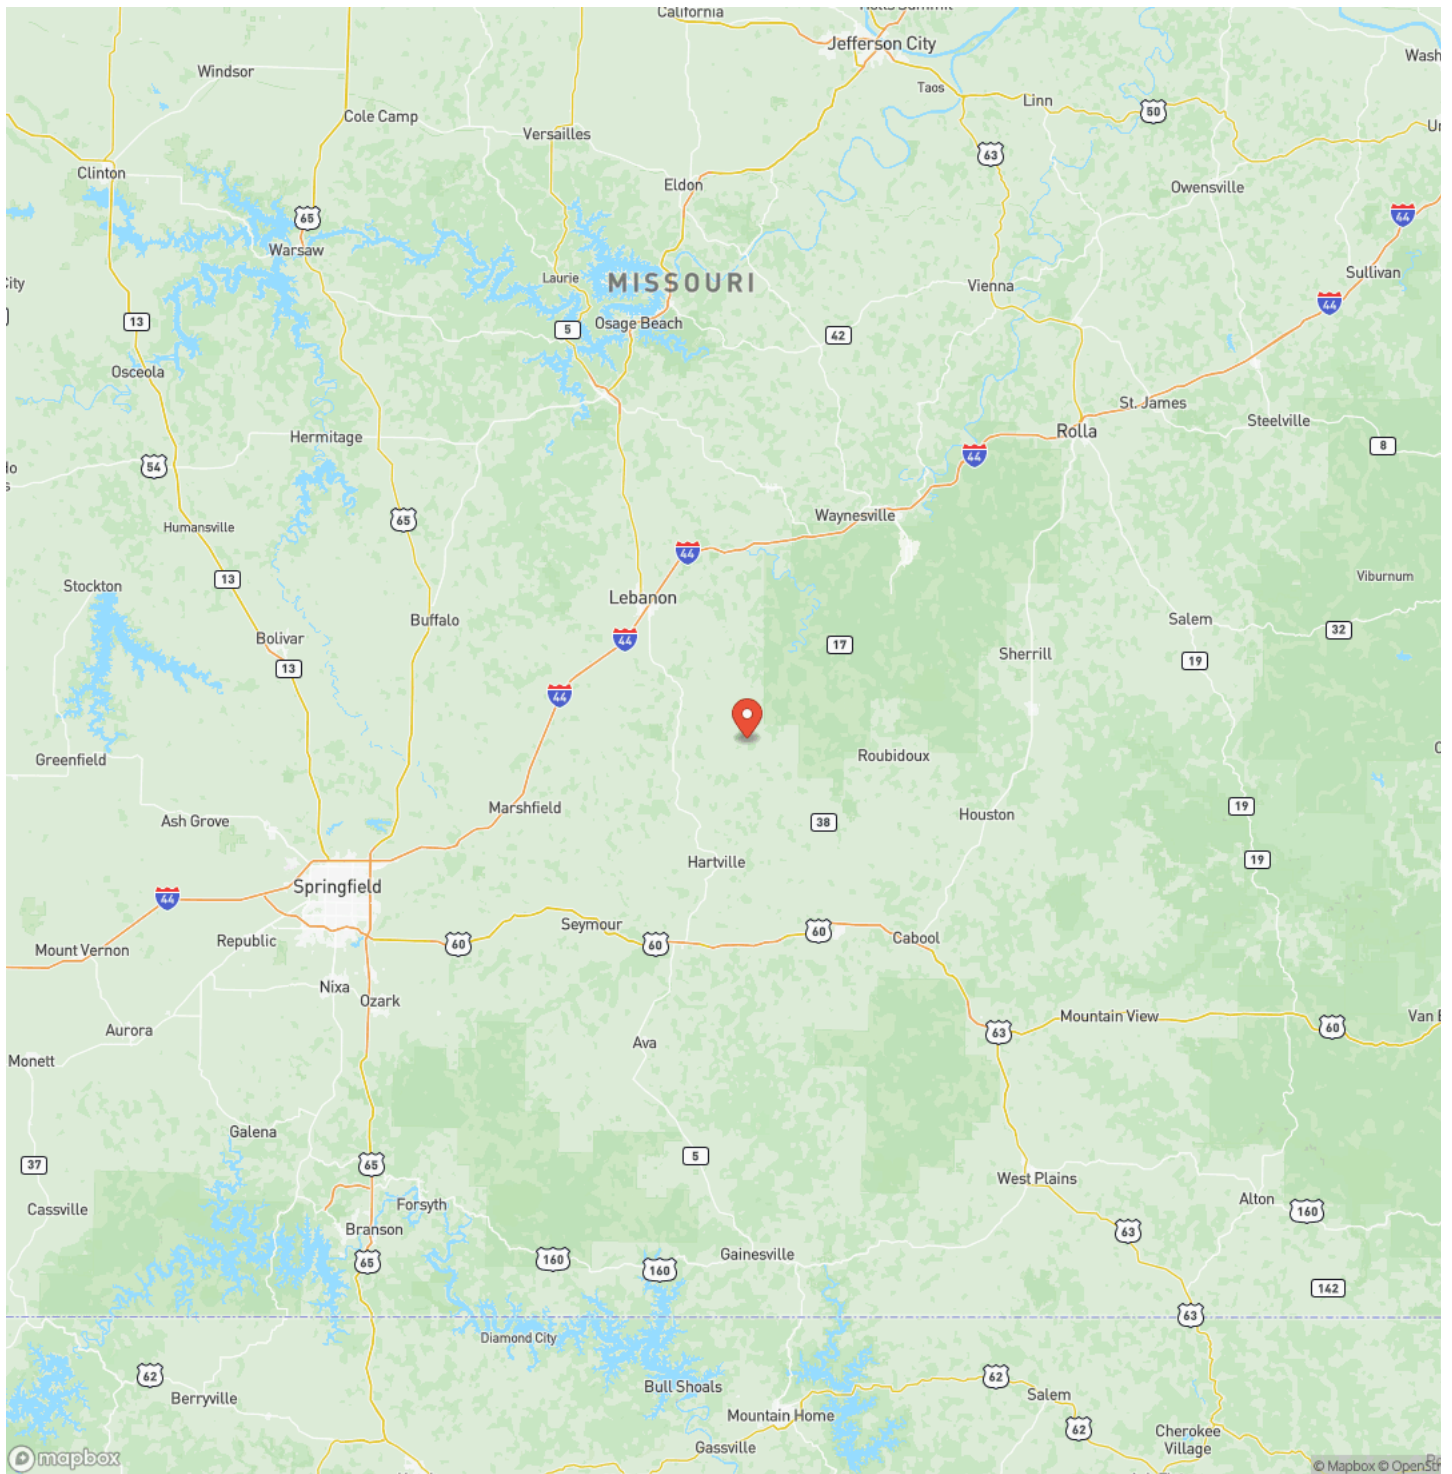 California
Holts Summit
Jefferson City
Wash
Windsor
Taos
Linn
50
Cole Camp
Versailles
Un
63
Clinton
Eldon
Owensville
65
44
Warsaw
Laurie
MISSOURI
Vienna
Sullivan
City
44
13
5
Osage Beach
42
Osceola
St. James
Steelville
Hermitage
Rolla
8
54
44
65
Waynesville
Humansville
44
13
Stockton
Lebanon
Viburnum
Buffalo
Salem
32
Bolivar
44
17
Sherrill
13
19
44
Greenfield
Roubidoux
Marshfield
19
Ash Grove
38
Houston
Hartville
19
Springfield
44
Seymour
60
Cabool
Mount Vernon
Republic
60
60
Nixa
Ozark
Aurora
Mountain View
60
Van B
63
Monett
Ava
Galena
5
37
65
West Plains
Cassville
Forsyth
Alton
160
Branson
63
65
160
160
Gainesville
142
63
Diamond City
62
62
Berryville
Bull Shoals
Salem
Mountain Home
62
Cherokee
Village
Gassville
mapbox
© Mapbox © OpenStr